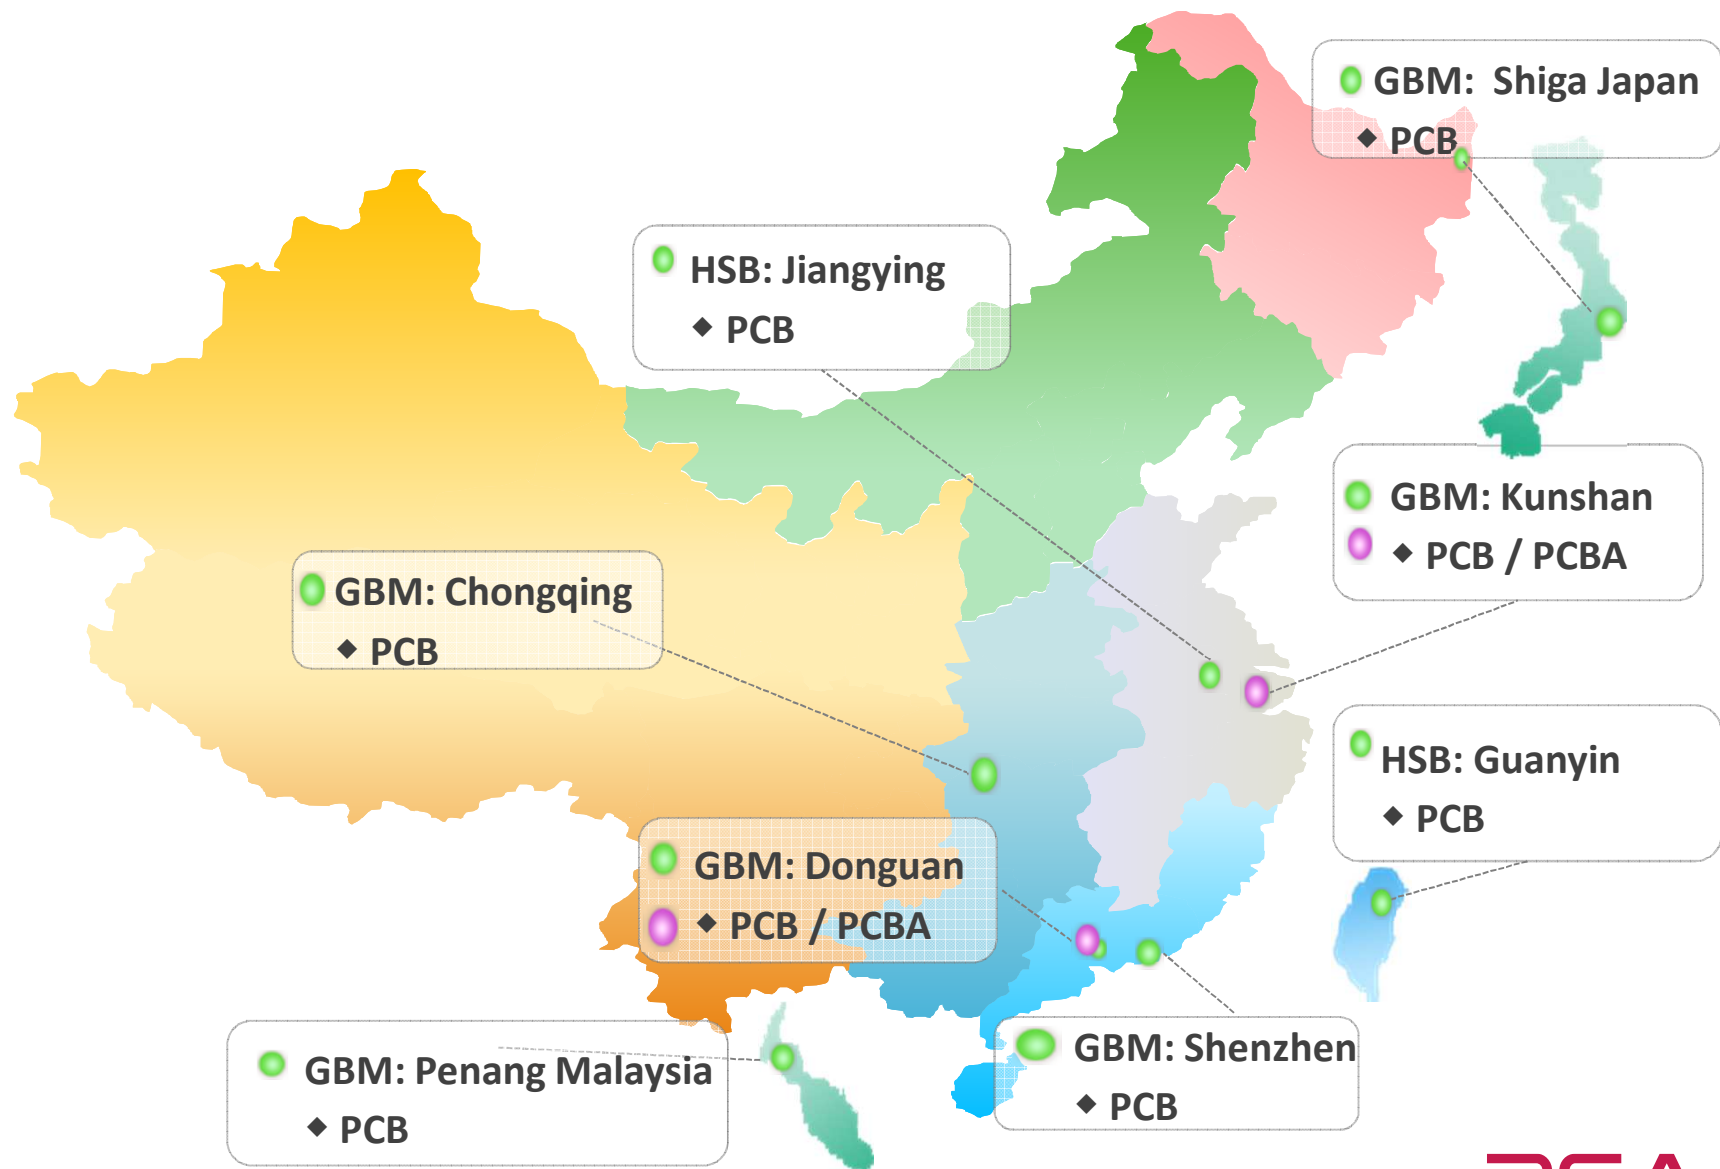 GBM: Shiga Japan
◆ PCB
HSB: Jiangying
◆ PCB
GBM: Kunshan
◆ PCB / PCBA
GBM: Chongqing
◆ PCB
HSB: Guanyin
◆ PCB
GBM: Donguan
◆ PCB / PCBA
GBM: Shenzhen
◆ PCB
GBM: Penang Malaysia
◆ PCB